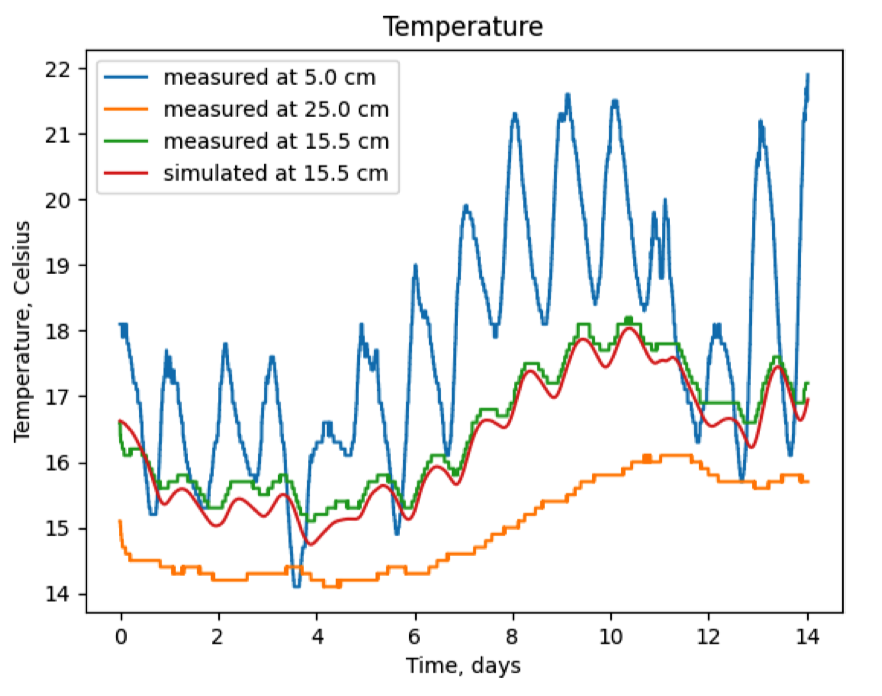 Temperature
measured at 5.0 cm
measured at 25.0 cm
measured at 15.5 cm
simulated at 15.5 cm
Temperature, Celsius
22
21
20
19
18
17
16
15
14
0 2 4 6 8 10 12 14
Time, days